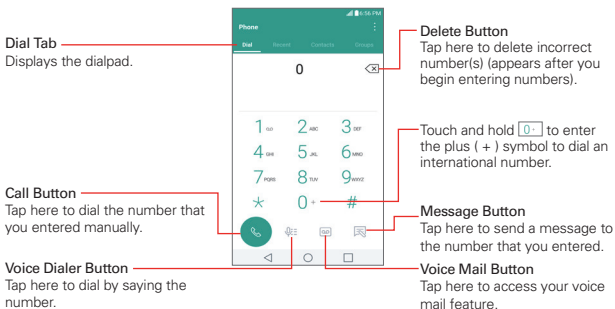 Dial Tab
Displays the dialpad.
Call Button
Tap here to dial the number that
you entered manually.
Voice Dialer Button
Tap here to dial by saying the
number.
6:56 PM
Phone
Dial Recent Contacts Groups
0
1
2 ABC 3 DEF
4 GHI 5 JKL 6 MNO
7 PQRS 8 TUV 9 WXYZ
* 0 + #
Delete Button
Tap here to delete incorrect
number(s) (appears after you
begin entering numbers).
Touch and hold 0+ to enter
the plus ( + ) symbol to dial an
international number.
Message Button
Tap here to send a message to
the number that you entered.
Voice Mail Button
Tap here to access your voice
mail feature.